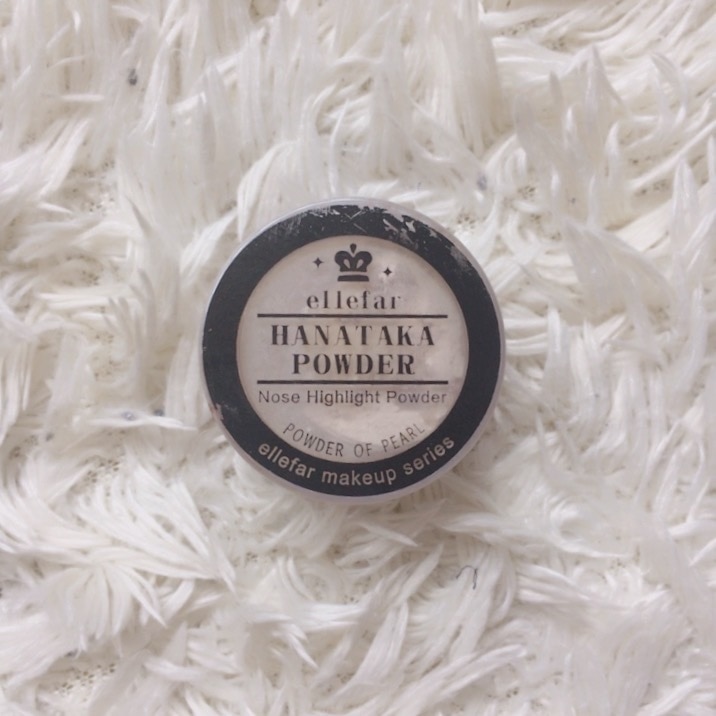 ellefar
HANATAKA
POWDER
Nose Highlight Powder
POWDER OF PEARL
ellefar makeup series